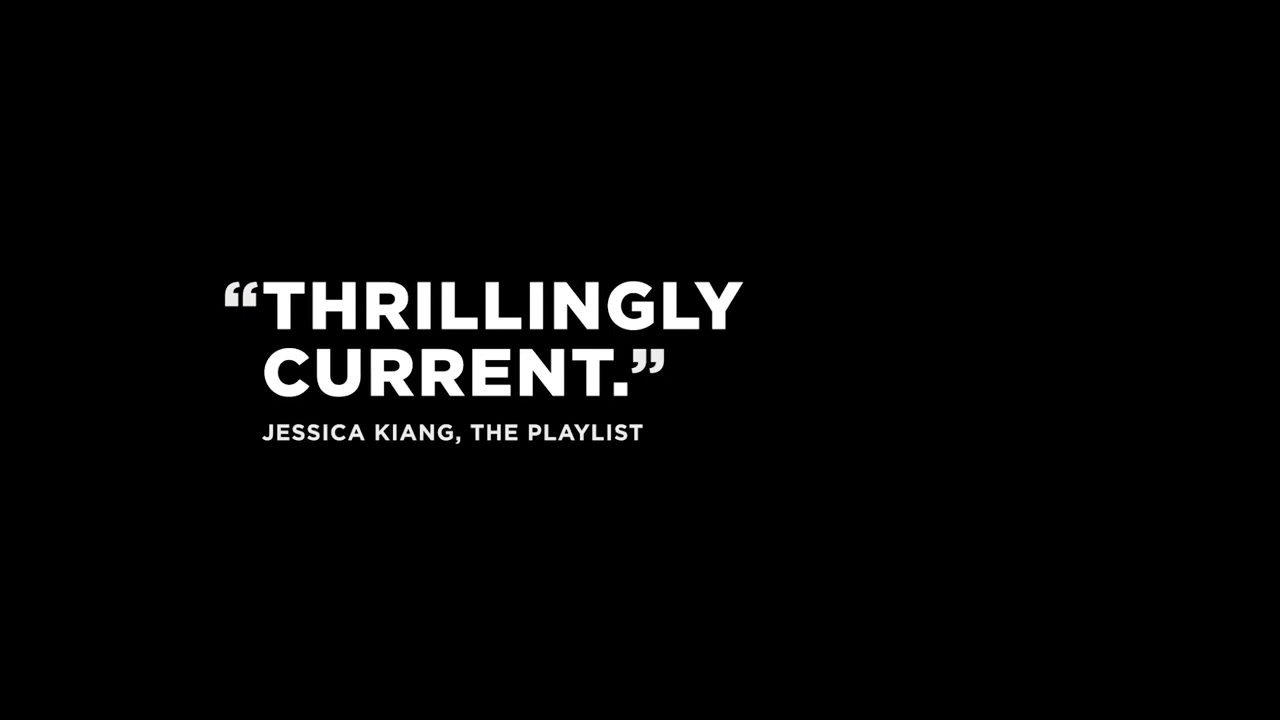 “THRILLINGLY
CURRENT.”
JESSICA KIANG, THE PLAYLIST